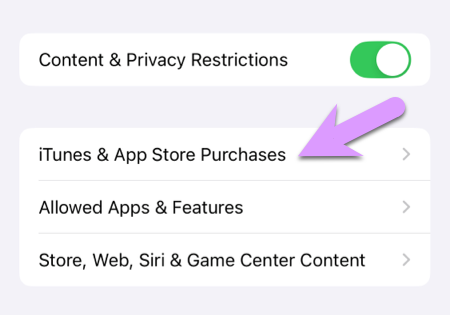 Content & Privacy Restrictions
iTunes & App Store Purchases
Allowed Apps & Features
Store, Web, Siri & Game Center Content